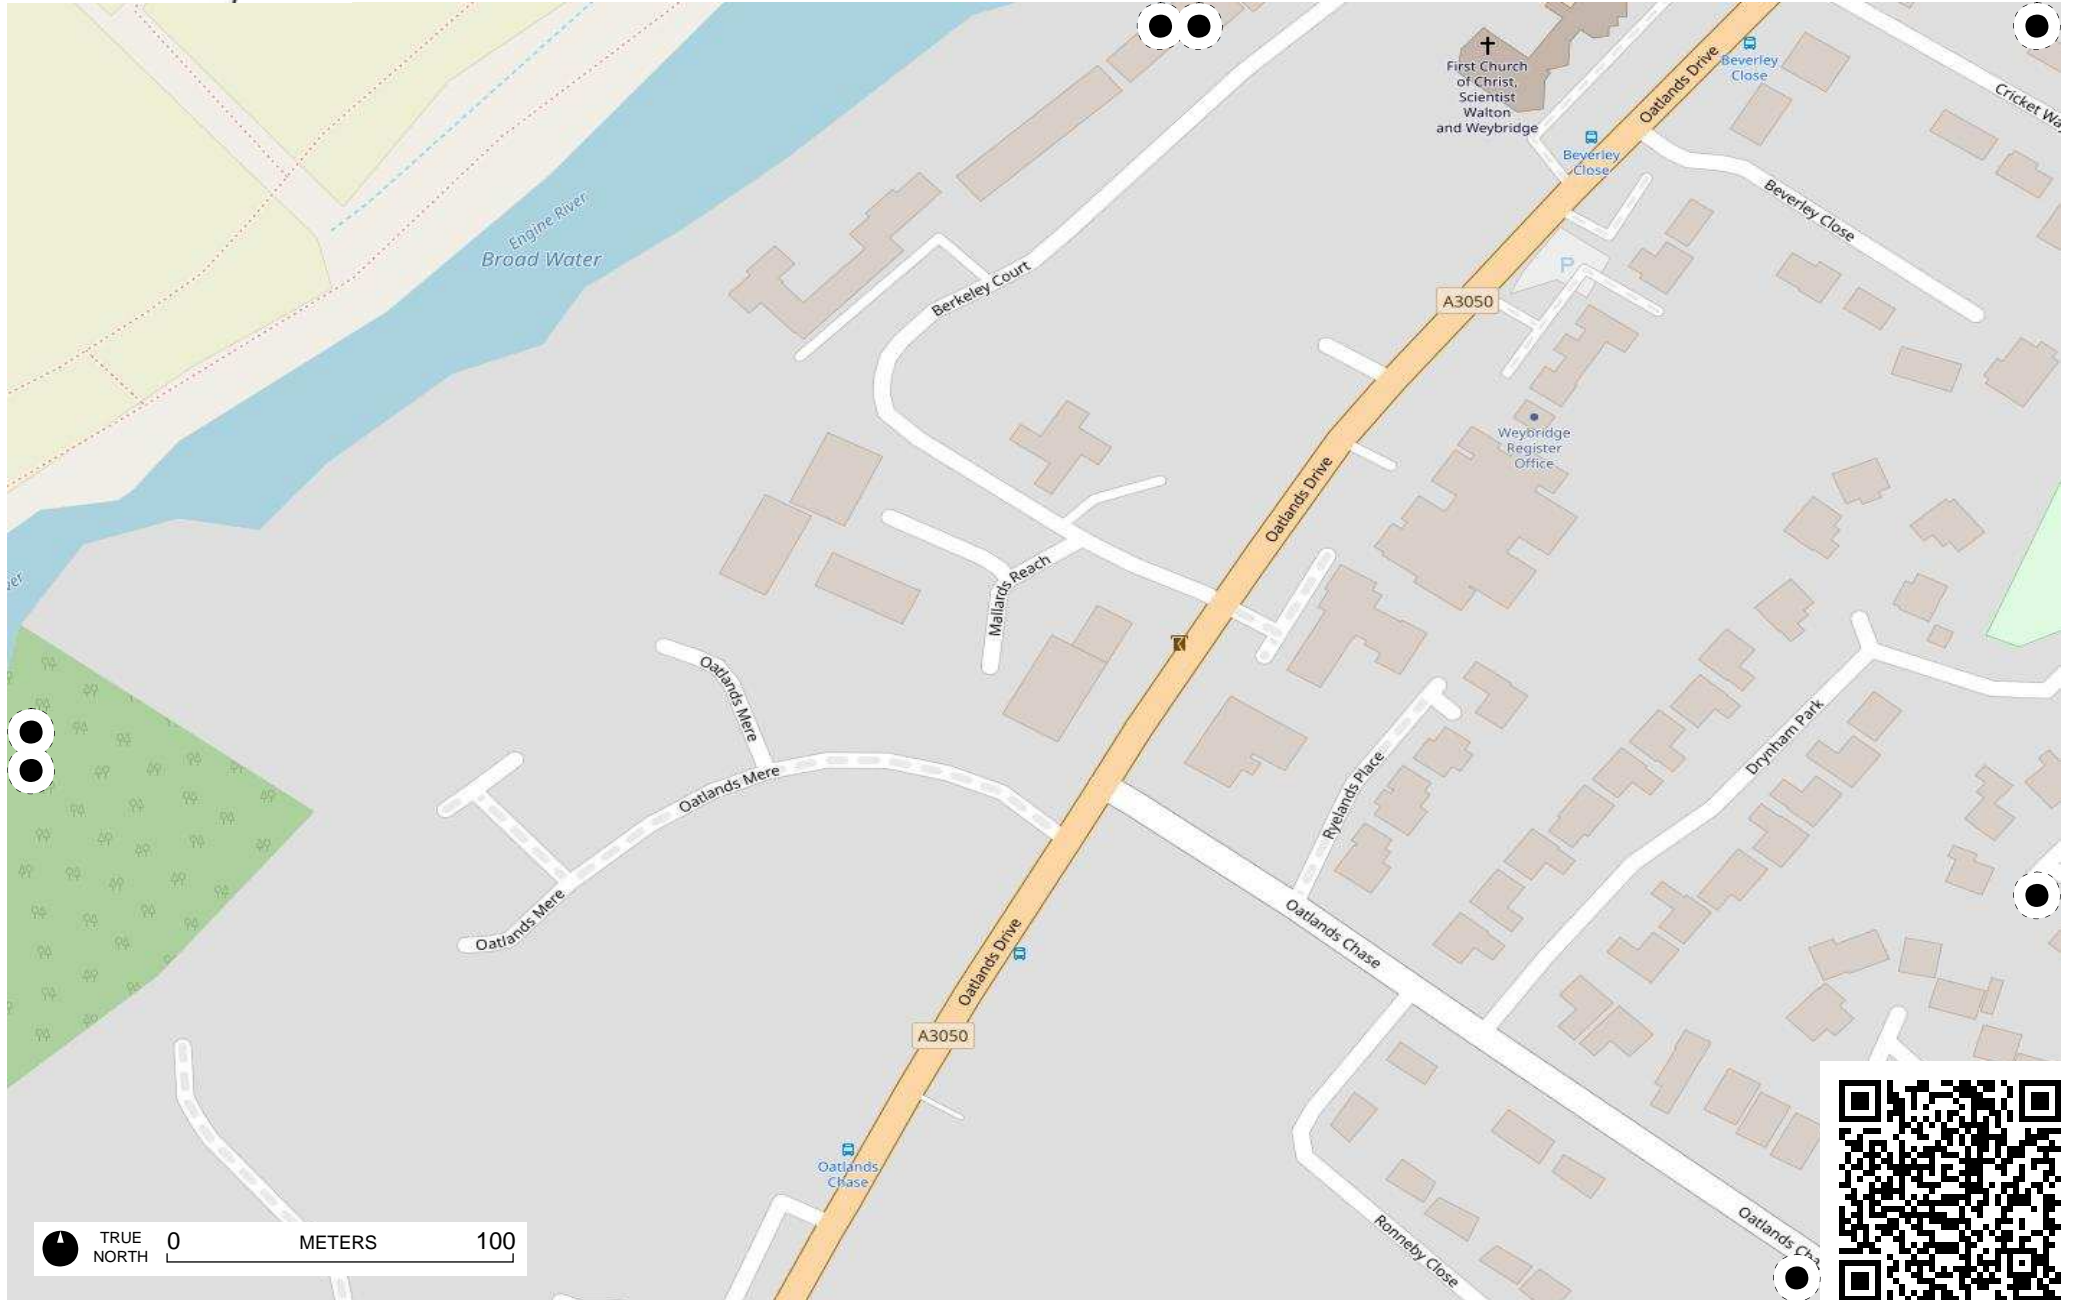 First Church
of Christ,
Scientist
Walton
and Weybridge
Oatlands Drive
Beverley
Close
Cricket Way
Beverley
Close
Beverley Close
Engine River
Broad Water
Berkeley Court
P
A3050
Weybridge
Register
Office
Oatlands Drive
Mallards Reach
Oatlands Mere
Oatlands Mere
Ryelands Place
Drynham Park
Oatlands Mere
Oatlands Chase
Oatlands Drive
A3050
Oatlands
Chase
Ronneby Close
Oatlands Cha
TRUE
NORTH
0 METERS 100